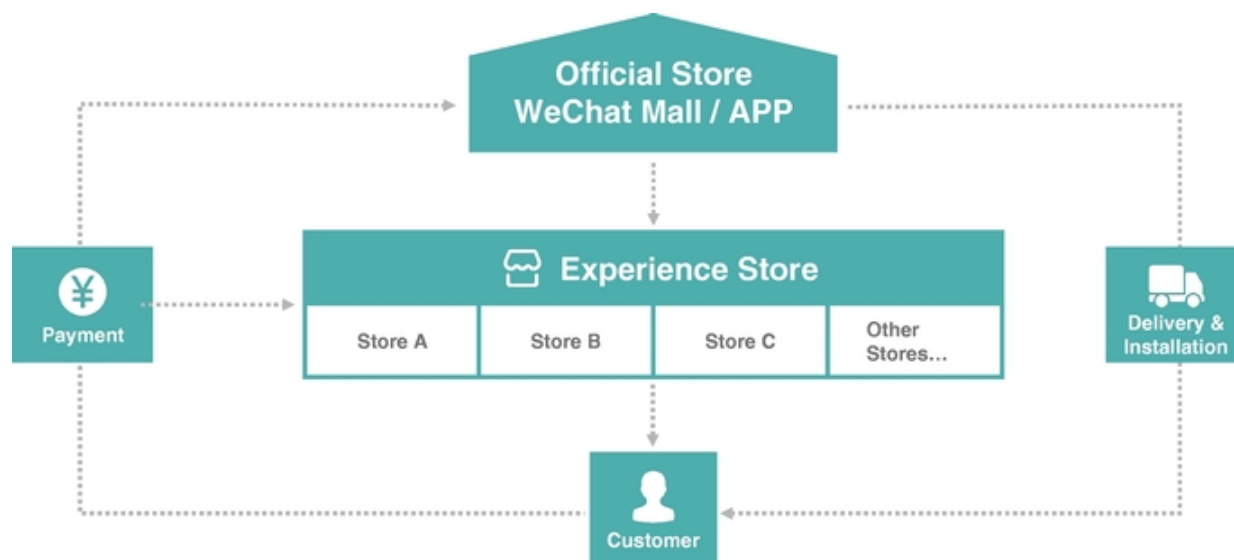 Official Store
WeChat Mall / APP
Experience Store
¥
Payment
Store A
Store B
Store C
Other
Stores...
Delivery &
Installation
Customer